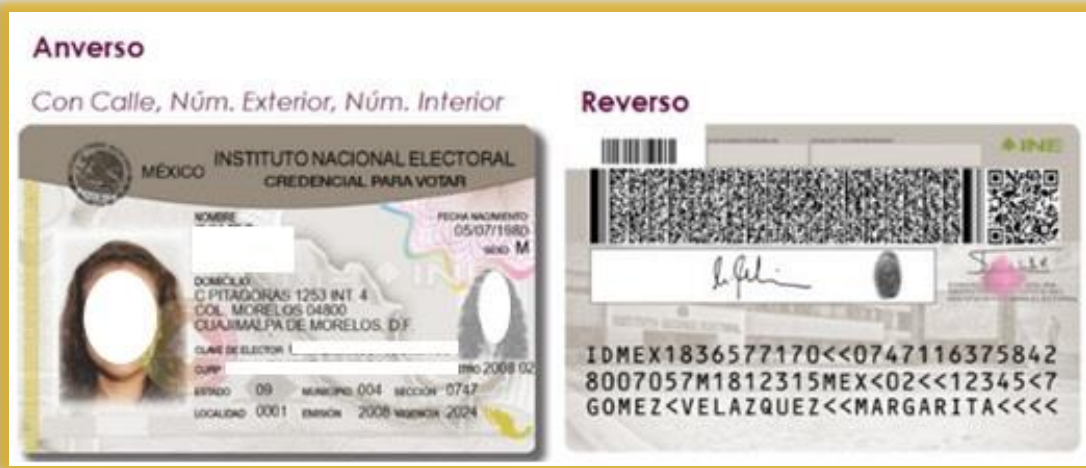 Anverso
Con Calle, Núm. Exterior, Núm. Interior
MÉXICO
INSTITUTO NACIONAL ELECTORAL
CREDENCIAL PARA VOTAR
NOMBRE
FECHA NACIMIENTO
05/07/1980
SEXO M
DOMICILIO
C PITAGORAS 1253 INT. 4
COL. MORELOS 04800
CUAJIMALPA DE MORELOS, D.F.
CLAVE DE ELECTOR
CURP
2008 02
ESTADO 09 MUNICIPIO 004 SECCIÓN 0747
LOCALIDAD 0001 EMISIÓN 2008 VIGENCIA 2024
Reverso
INE
IDMEX1836577170<<0747116375842
8007057M1812315MEX<02<<12345<7
GOMEZ<VELAZQUEZ<<MARGARITA<<<<